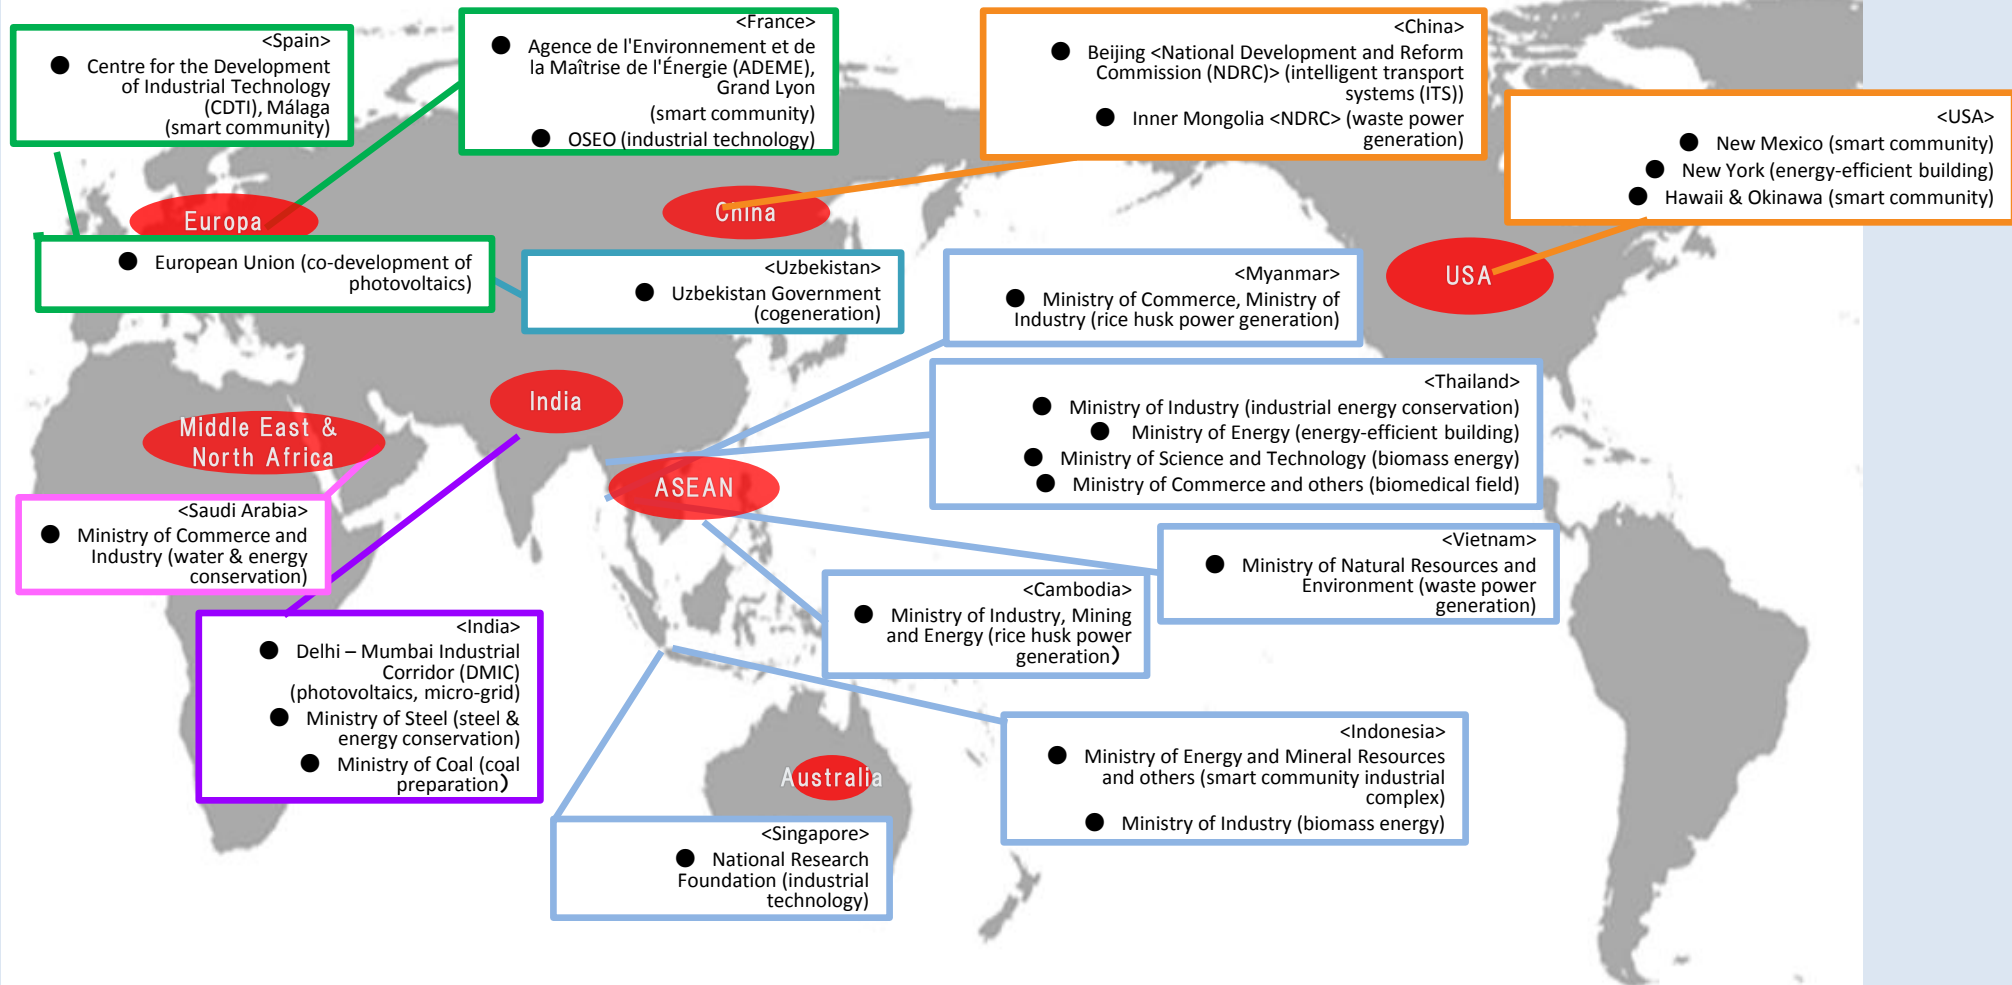 <Spain>
● Centre for the Development
of Industrial Technology
(CDTI), Málaga
(smart community)
<France>
● Agence de l'Environnement et de
la Maîtrise de l'Énergie (ADEME),
Grand Lyon
(smart community)
● OSEO (industrial technology)
<China>
● Beijing <National Development and Reform
Commission (NDRC)> (intelligent transport
systems (ITS))
● Inner Mongolia <NDRC> (waste power
generation)
<USA>
● New Mexico (smart community)
● New York (energy-efficient building)
● Hawaii & Okinawa (smart community)
Europa
China
USA
● European Union (co-development of
photovoltaics)
<Uzbekistan>
● Uzbekistan Government
(cogeneration)
<Myanmar>
● Ministry of Commerce, Ministry of
Industry (rice husk power generation)
India
Middle East &
North Africa
ASEAN
<Thailand>
● Ministry of Industry (industrial energy conservation)
● Ministry of Energy (energy-efficient building)
● Ministry of Science and Technology (biomass energy)
● Ministry of Commerce and others (biomedical field)
<Saudi Arabia>
● Ministry of Commerce and
Industry (water & energy
conservation)
<Vietnam>
● Ministry of Natural Resources and
Environment (waste power
generation)
<Cambodia>
● Ministry of Industry, Mining
and Energy (rice husk power
generation)
<India>
● Delhi – Mumbai Industrial
Corridor (DMIC)
(photovoltaics, micro-grid)
● Ministry of Steel (steel &
energy conservation)
● Ministry of Coal (coal
preparation)
Australia
<Indonesia>
● Ministry of Energy and Mineral Resources
and others (smart community industrial
complex)
● Ministry of Industry (biomass energy)
<Singapore>
● National Research
Foundation (industrial
technology)